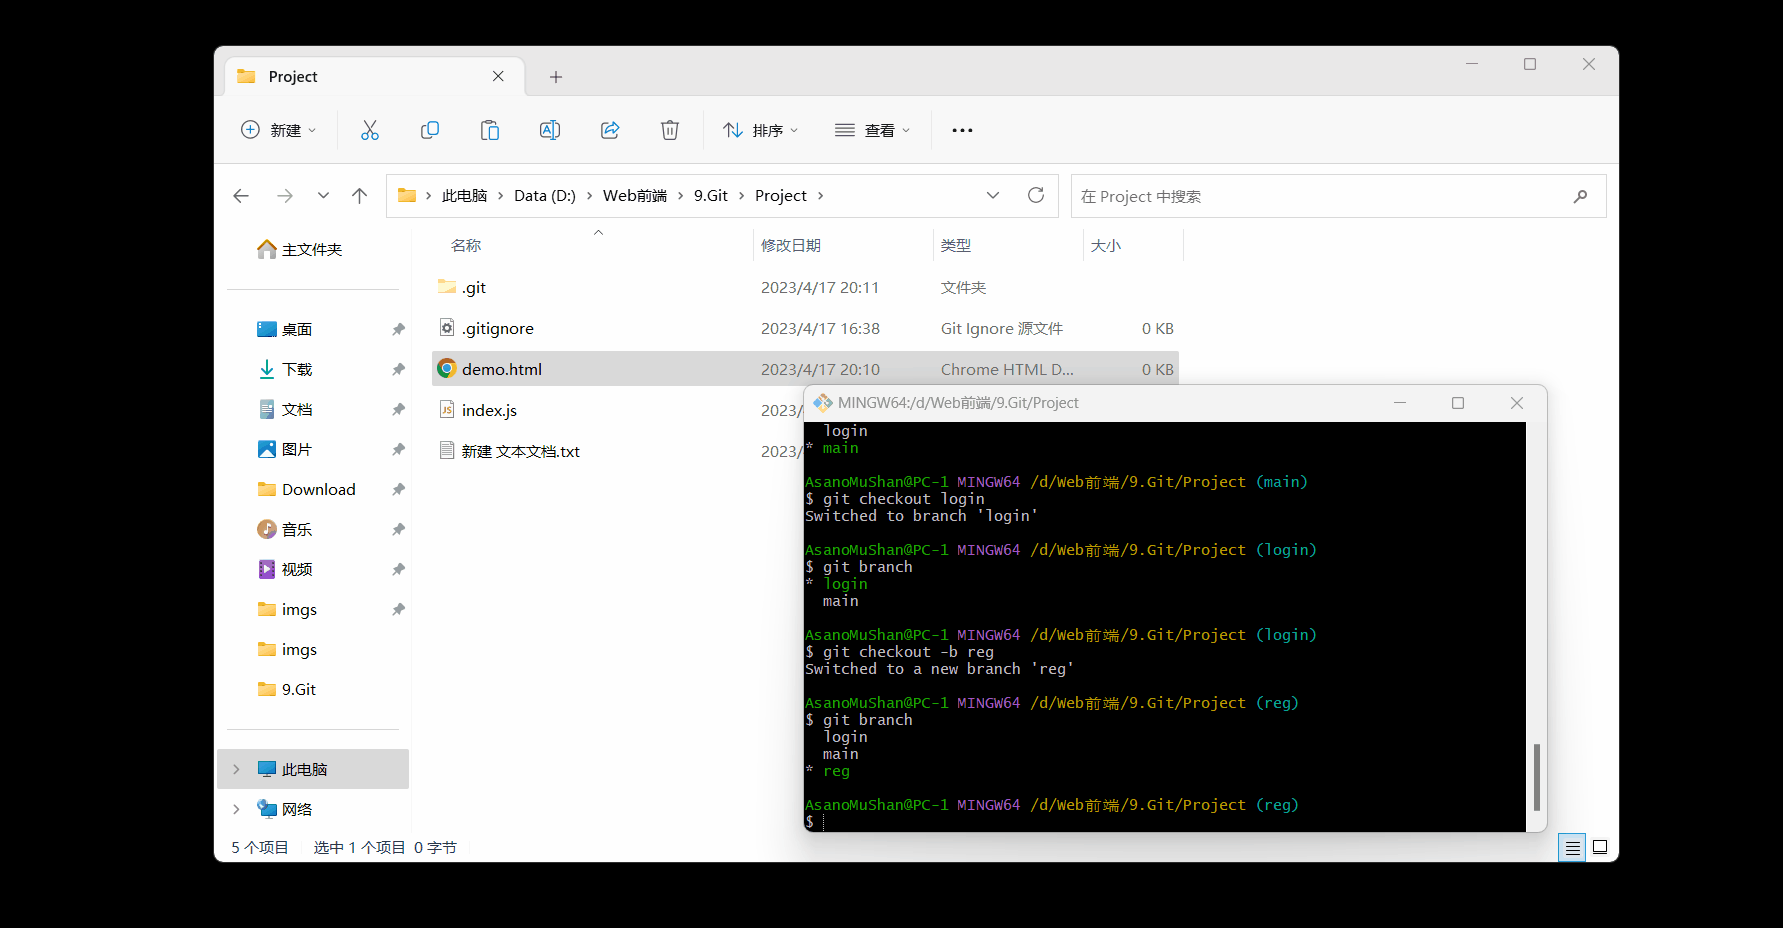 Project
新建
排序
查看
此电脑 Data (D:) Web前端 9.Git Project
在 Project 中搜索
主文件夹
桌面
下载
文档
图片
Download
音乐
视频
imgs
imgs
9.Git
此电脑
网络
名称 修改日期 类型 大小
.git 2023/4/17 20:11 文件夹
.gitignore 2023/4/17 16:38 Git Ignore 源文件 0 KB
demo.html 2023/4/17 20:10 Chrome HTML D... 0 KB
index.js 2023/
新建 文本文档.txt 2023/
MINGW64:/d/Web前端/9.Git/Project
login
* main
AsanoMuShan@PC-1 MINGW64 /d/Web前端/9.Git/Project (main)
$ git checkout login
Switched to branch 'login'
AsanoMuShan@PC-1 MINGW64 /d/Web前端/9.Git/Project (login)
$ git branch
* login
main
AsanoMuShan@PC-1 MINGW64 /d/Web前端/9.Git/Project (login)
$ git checkout -b reg
Switched to a new branch 'reg'
AsanoMuShan@PC-1 MINGW64 /d/Web前端/9.Git/Project (reg)
$ git branch
login
main
* reg
AsanoMuShan@PC-1 MINGW64 /d/Web前端/9.Git/Project (reg)
$
5 个项目 选中 1 个项目 0 字节